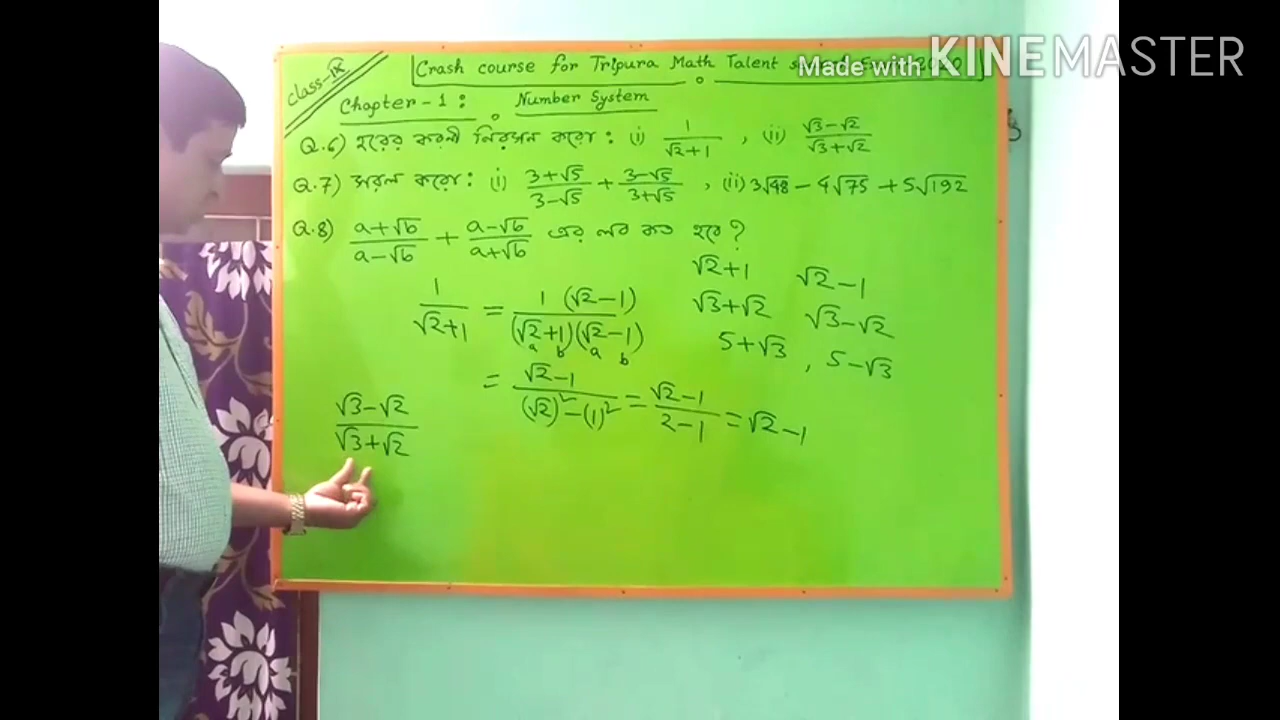 Made with KINEMASTER
Class-IX
Crash course for Tripura Math Talent
Chapter-1: Number System
Q.6) হরের করণী নিরসন করো: (i) 1/(√2+1), (ii) (√3-√2)/(√3+√2)
Q.7) সরল করো: (i) (3+√5)/(3-√5) + (3-√5)/(3+√5), (ii) 3√48 - 4√75 + 5√192
Q.8) (a+√b)/(a-√b) + (a-√b)/(a+√b) এর লব কত হবে?
√2+1 √2-1
1/(√2+1) = 1(√2-1)/((√2+1)(√2-1))
a b a b
√3+√2 √3-√2
5+√3, 5-√3
= (√2-1)/((√2)²-(1)²) = (√2-1)/(2-1) = √2-1
(√3-√2)/(√3+√2)